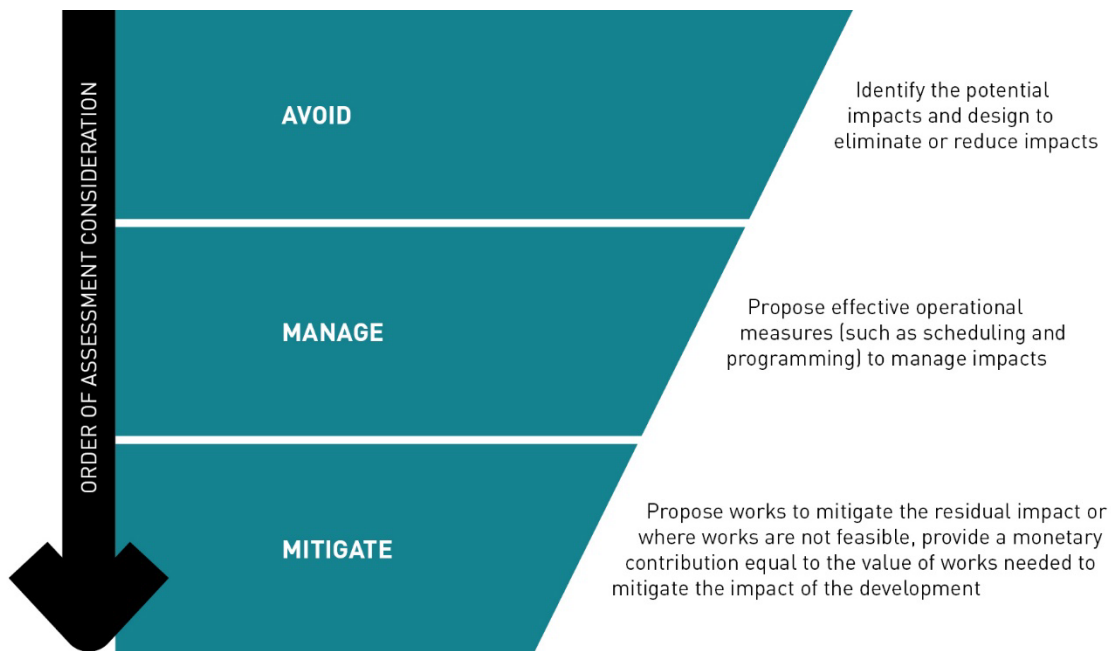 ORDER OF ASSESSMENT CONSIDERATION
AVOID
Identify the potential
impacts and design to
eliminate or reduce impacts
MANAGE
Propose effective operational
measures (such as scheduling and
programming) to manage impacts
MITIGATE
Propose works to mitigate the residual impact or
where works are not feasible, provide a monetary
contribution equal to the value of works needed to
mitigate the impact of the development